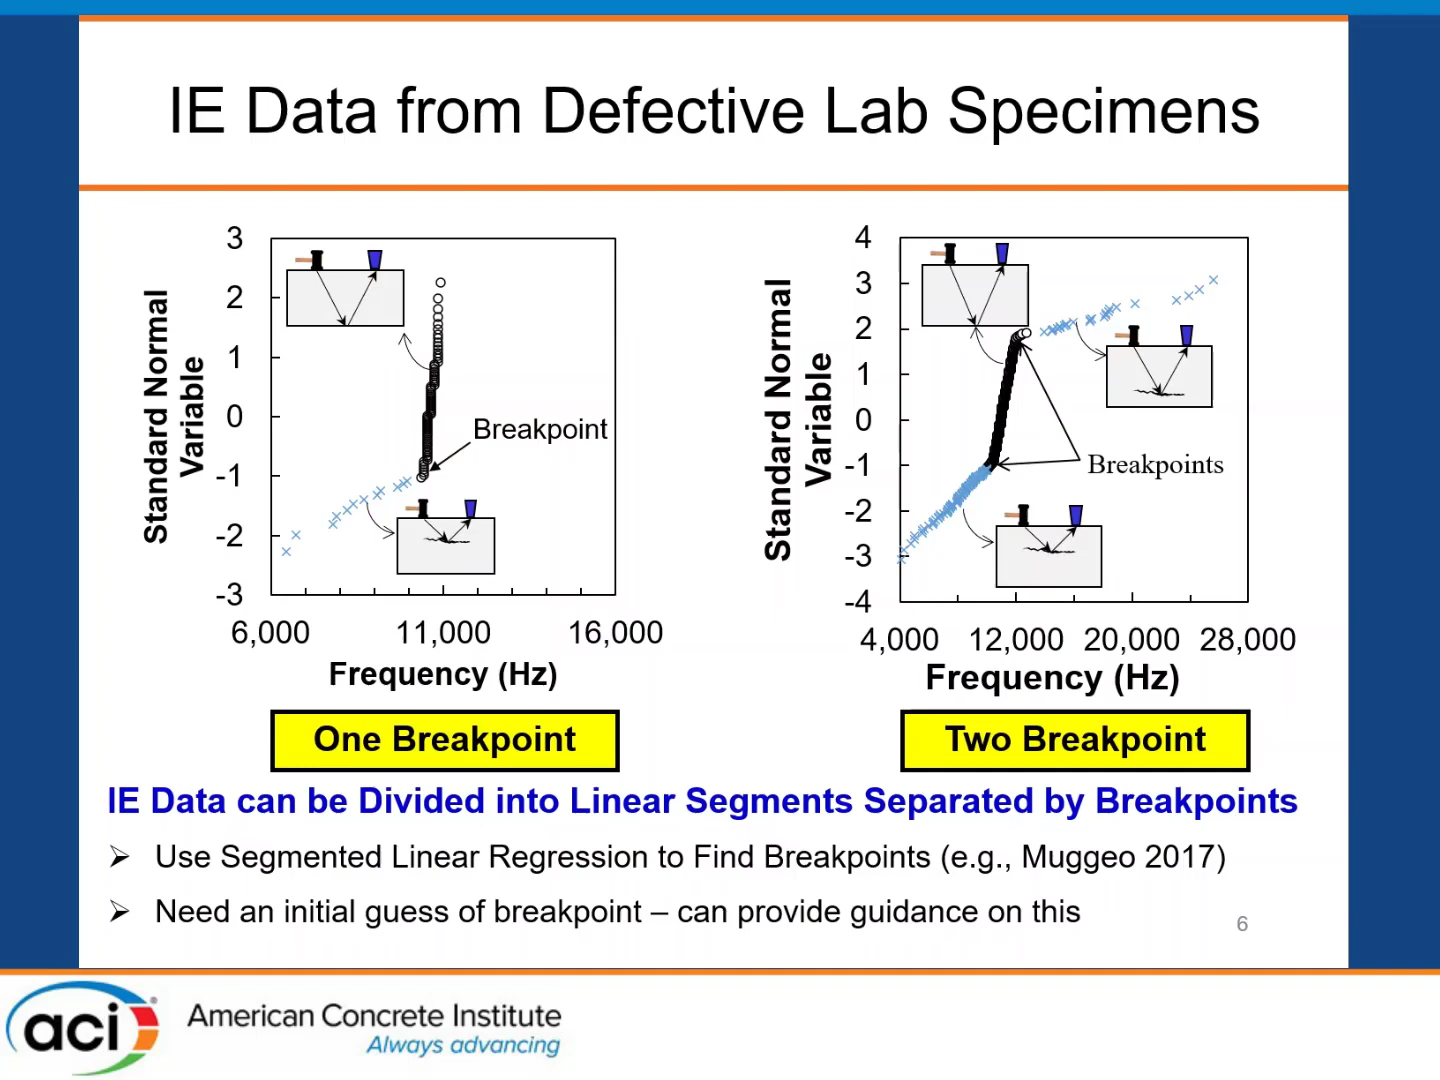 IE Data from Defective Lab Specimens
3
2
1
0
-1
-2
-3
Standard Normal
Variable
Breakpoint
6,000 11,000 16,000
Frequency (Hz)
One Breakpoint
4
3
2
1
0
-1
-2
-3
-4
Standard Normal
Variable
Breakpoints
4,000 12,000 20,000 28,000
Frequency (Hz)
Two Breakpoint
IE Data can be Divided into Linear Segments Separated by Breakpoints
➢ Use Segmented Linear Regression to Find Breakpoints (e.g., Muggeo 2017)
➢ Need an initial guess of breakpoint – can provide guidance on this
6
aci®
American Concrete Institute
Always advancing